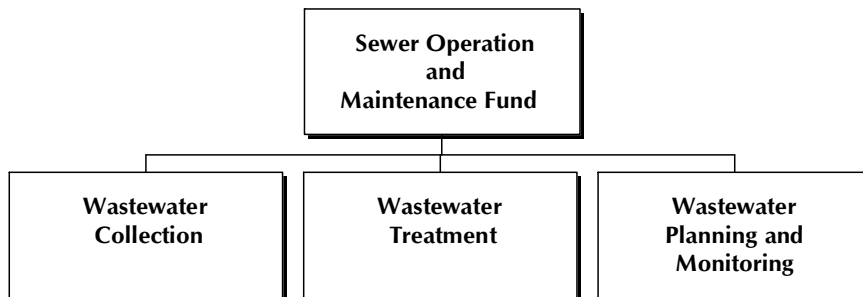 Sewer Operation
and
Maintenance Fund
Wastewater
Collection
Wastewater
Treatment
Wastewater
Planning and
Monitoring